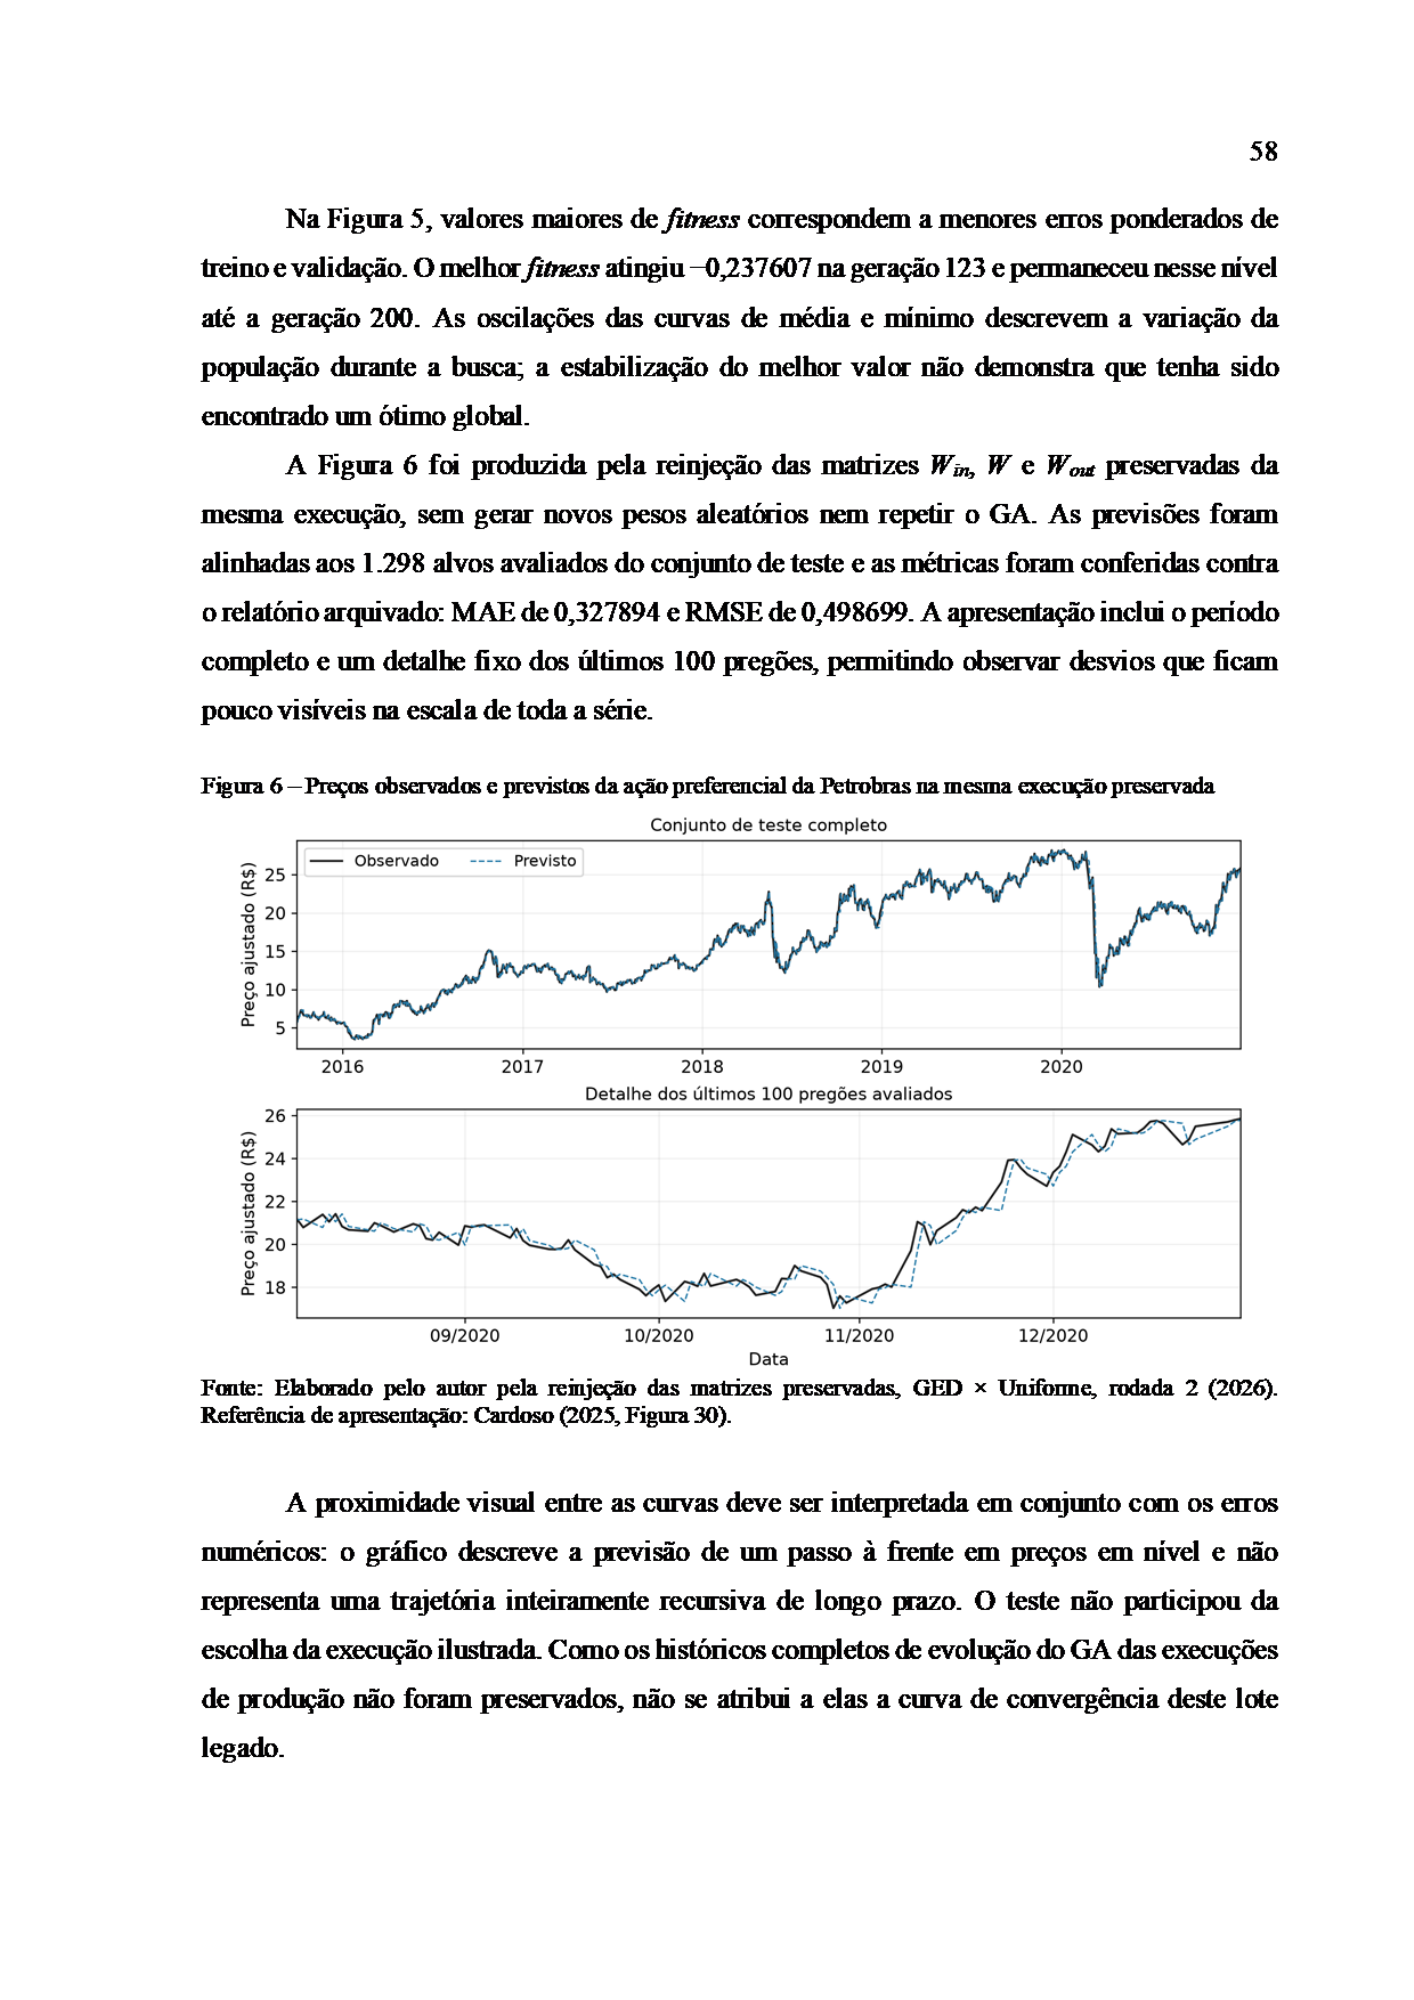 58
Na Figura 5, valores maiores de fitness correspondem a menores erros ponderados de
treino e validação. O melhor fitness atingiu −0,237607 na geração 123 e permaneceu nesse nível
até a geração 200. As oscilações das curvas de média e mínimo descrevem a variação da
população durante a busca; a estabilização do melhor valor não demonstra que tenha sido
encontrado um ótimo global.
A Figura 6 foi produzida pela reinjeção das matrizes Win, W e Wout preservadas da
mesma execução, sem gerar novos pesos aleatórios nem repetir o GA. As previsões foram
alinhadas aos 1.298 alvos avaliados do conjunto de teste e as métricas foram conferidas contra
o relatório arquivado: MAE de 0,327894 e RMSE de 0,498699. A apresentação inclui o período
completo e um detalhe fixo dos últimos 100 pregões, permitindo observar desvios que ficam
pouco visíveis na escala de toda a série.
Figura 6 – Preços observados e previstos da ação preferencial da Petrobras na mesma execução preservada
Conjunto de teste completo
Observado Previsto
Preço ajustado (R$)
25
20
15
10
5
2016 2017 2018 2019 2020
Detalhe dos últimos 100 pregões avaliados
Preço ajustado (R$)
26
24
22
20
18
09/2020 10/2020 11/2020 12/2020
Data
Fonte: Elaborado pelo autor pela reinjeção das matrizes preservadas, GED × Uniforme, rodada 2 (2026).
Referência de apresentação: Cardoso (2025, Figura 30).
A proximidade visual entre as curvas deve ser interpretada em conjunto com os erros
numéricos: o gráfico descreve a previsão de um passo à frente em preços em nível e não
representa uma trajetória inteiramente recursiva de longo prazo. O teste não participou da
escolha da execução ilustrada. Como os históricos completos de evolução do GA das execuções
de produção não foram preservados, não se atribui a elas a curva de convergência deste lote
legado.